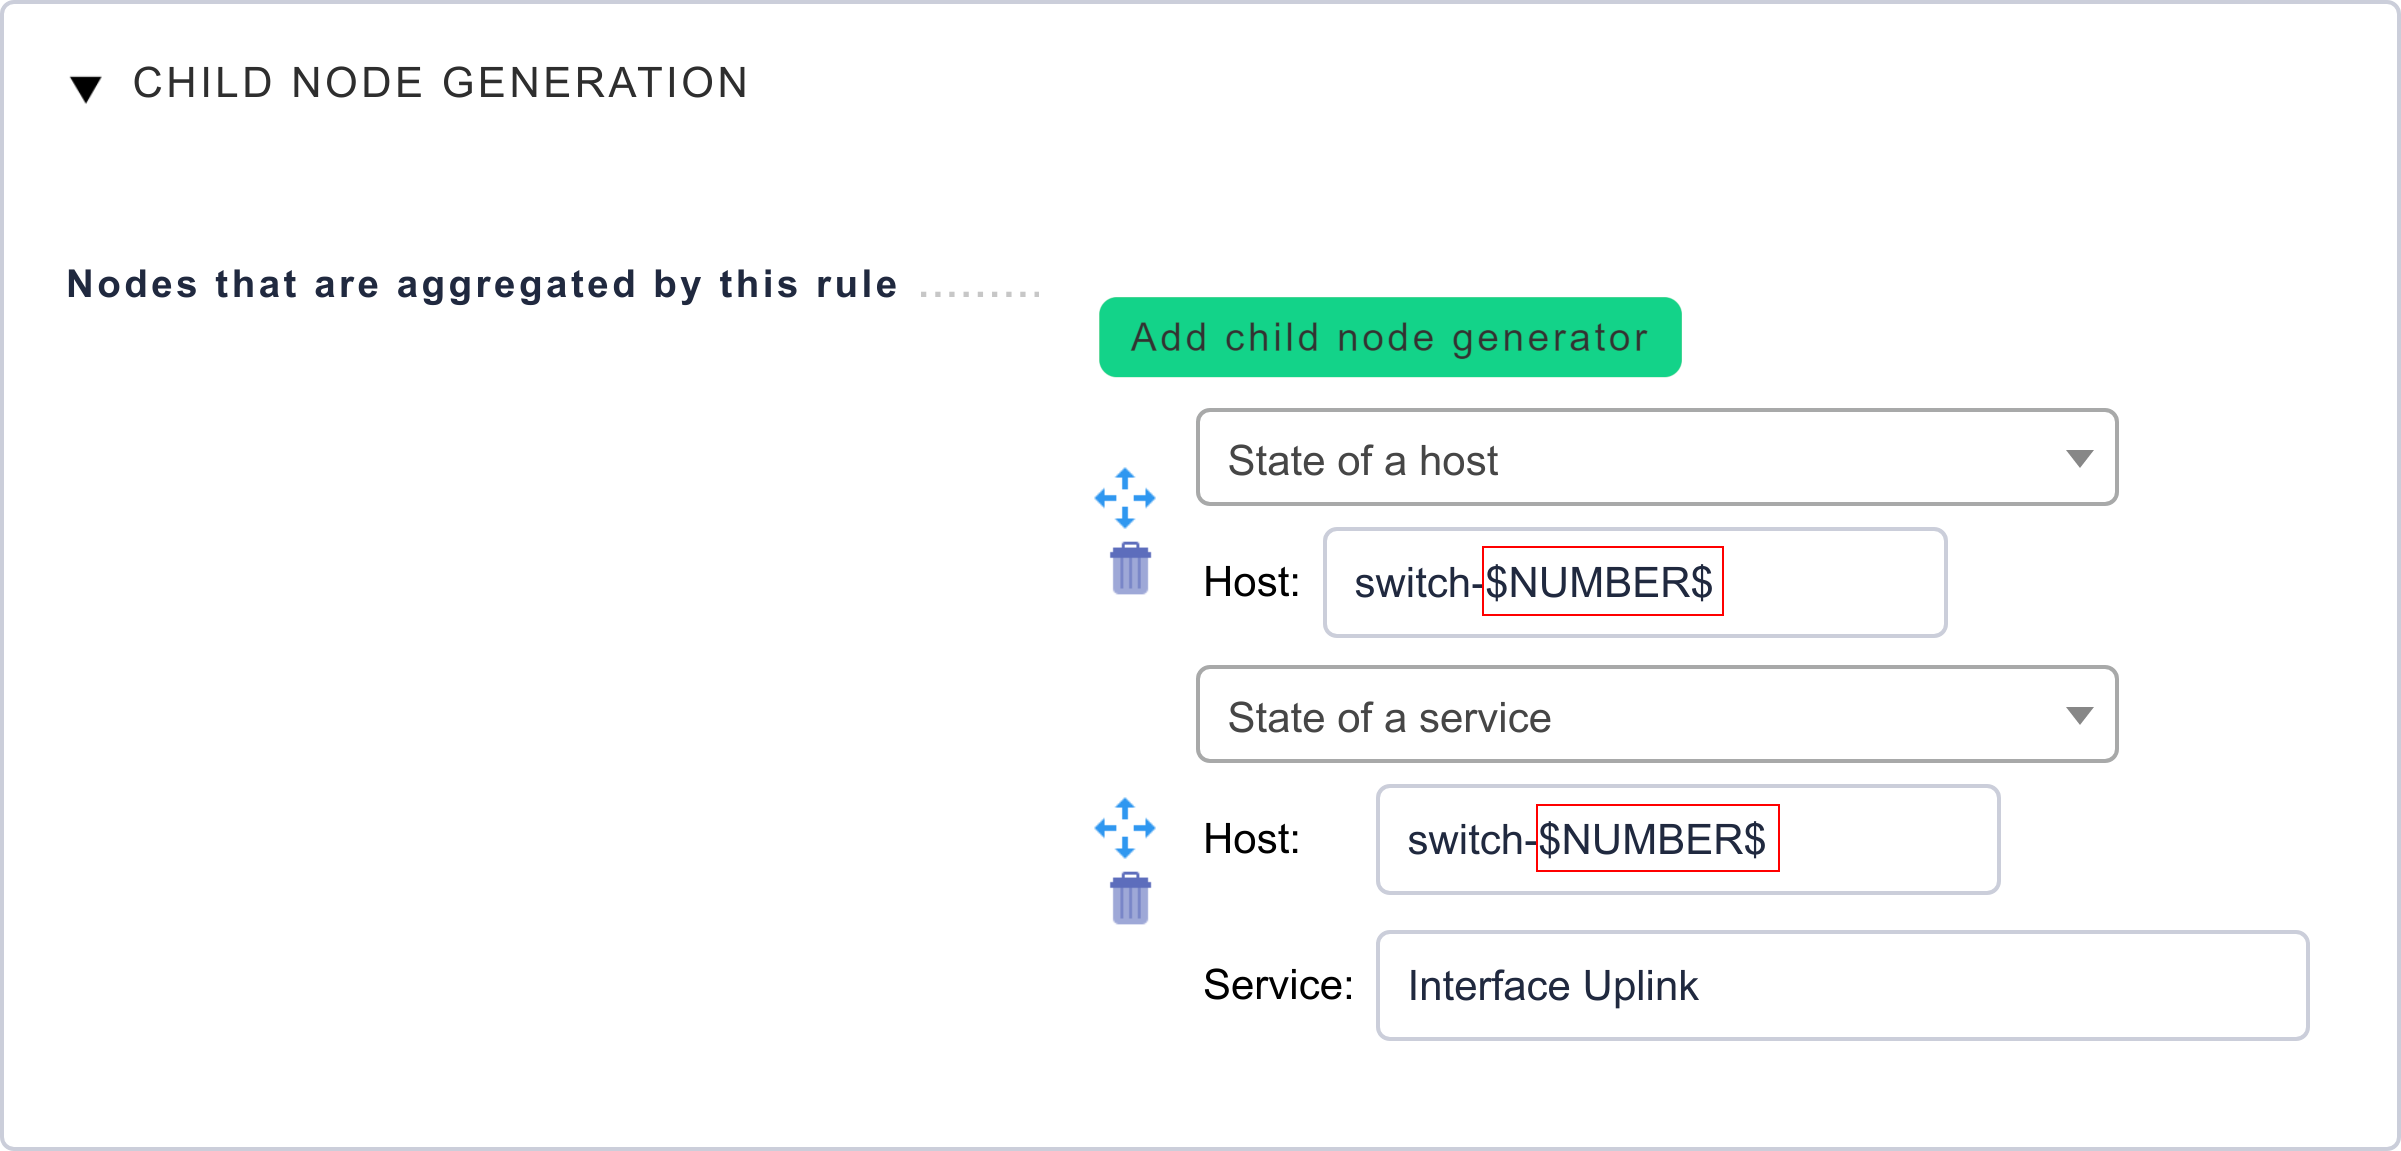 CHILD NODE GENERATION
Nodes that are aggregated by this rule .........
Add child node generator
State of a host
Host: switch-$NUMBER$
State of a service
Host: switch-$NUMBER$
Service: Interface Uplink